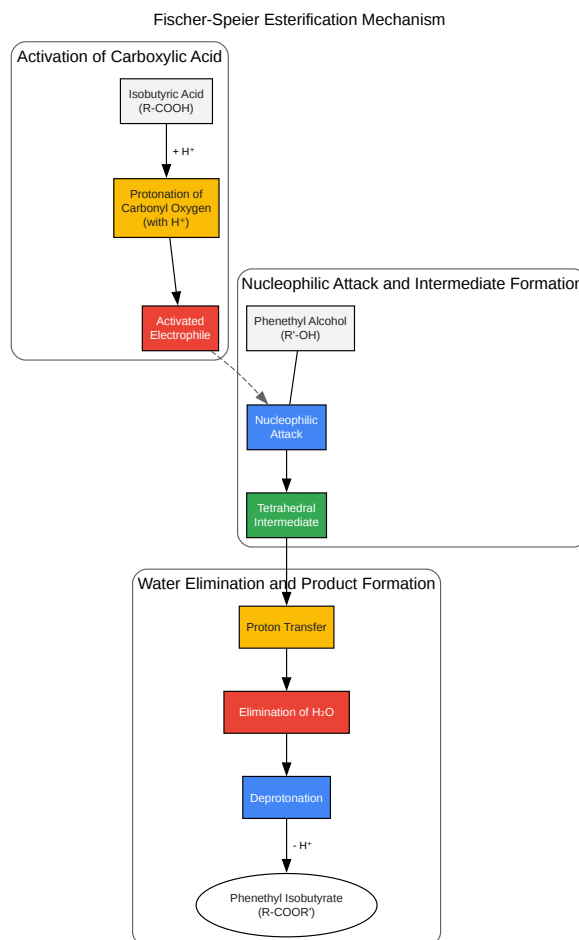 Fischer-Speier Esterification Mechanism
Activation of Carboxylic Acid
Isobutyric Acid
(R-COOH)
+ H⁺
Protonation of
Carbonyl Oxygen
(with H⁺)
Activated
Electrophile
Nucleophilic Attack and Intermediate Formation
Phenethyl Alcohol
(R'-OH)
Nucleophilic
Attack
Tetrahedral
Intermediate
Water Elimination and Product Formation
Proton Transfer
Elimination of H₂O
Deprotonation
- H⁺
Phenethyl Isobutyrate
(R-COOR')